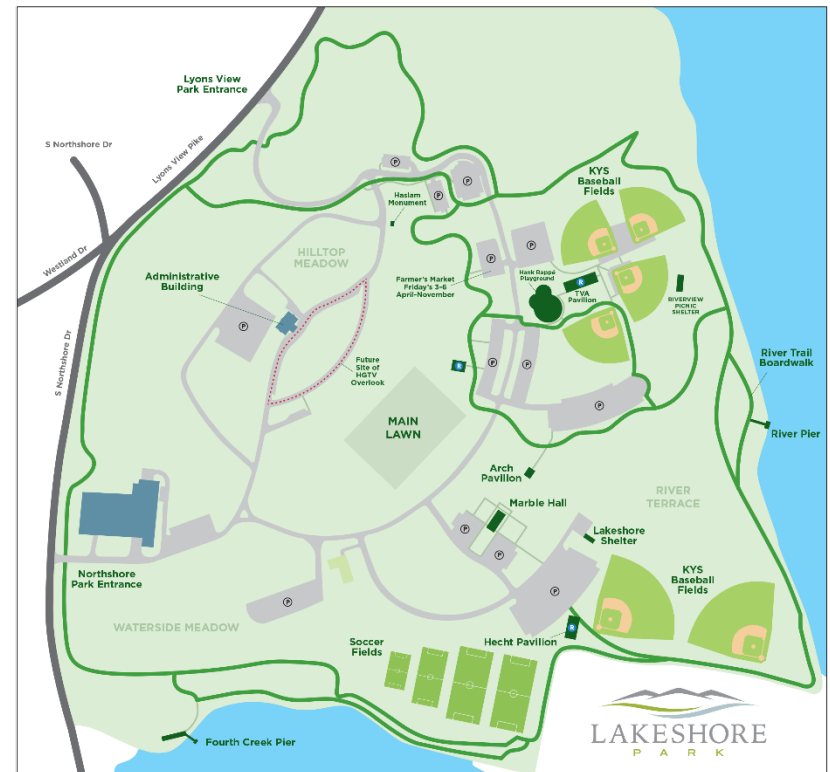 Lyons View
Park Entrance
S Northshore Dr
Lyons View Pike
Westland Dr
S Northshore Dr
P
P
P
Haslam
Monument
KYS
Baseball
Fields
HILLTOP
MEADOW
Administrative
Building
P
P
P
Farmer's Market
Friday's 3-6
April-November
Hank Rappé
Playground
R
TVA
Pavilion
RIVERVIEW
PICNIC
SHELTER
Future
Site of
HGTV
Overlook
R
P
P
P
River Trail
Boardwalk
River Pier
MAIN
LAWN
Arch
Pavilion
RIVER
TERRACE
Marble Hall
P
P
Lakeshore
Shelter
Northshore
Park Entrance
P
P
KYS
Baseball
Fields
WATERSIDE MEADOW
Soccer
Fields
Hecht Pavilion
R
Fourth Creek Pier
LAKESHORE
PARK